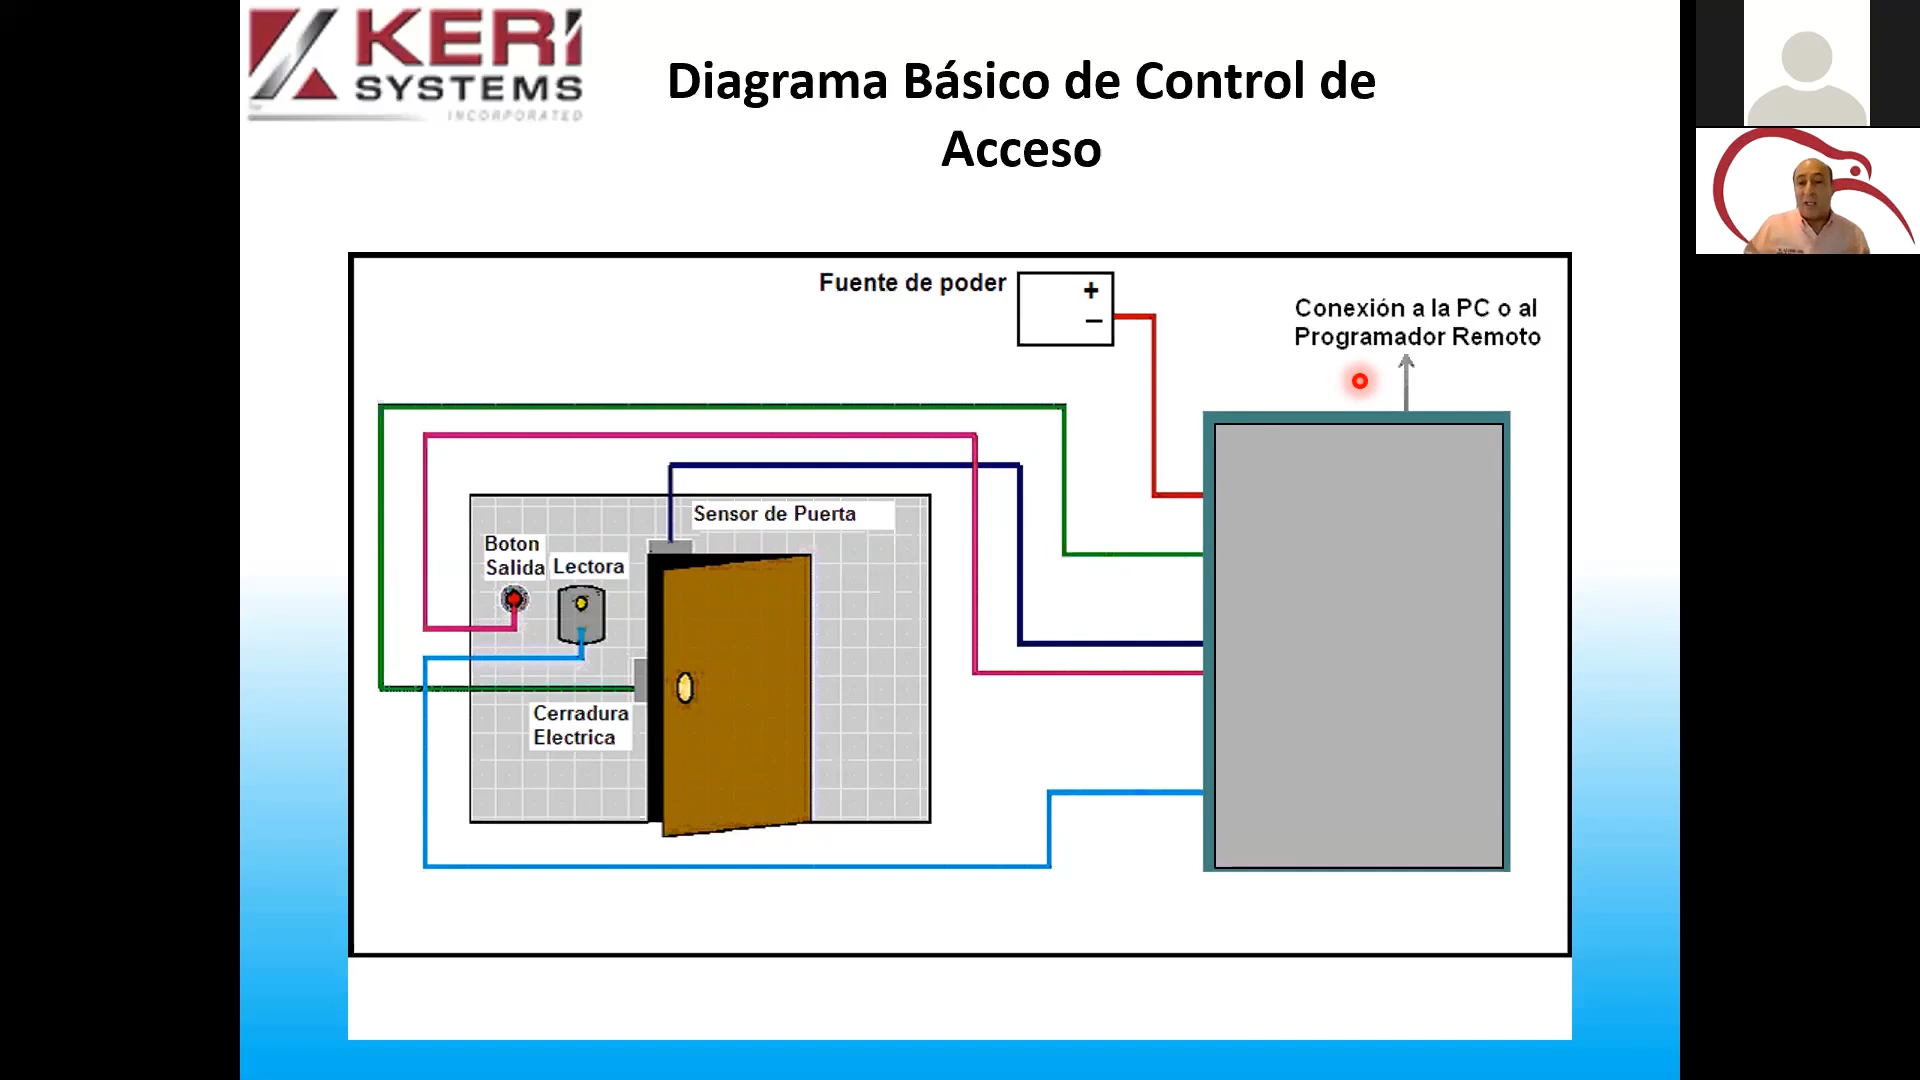 KERI
SYSTEMS
INCORPORATED
Diagrama Básico de Control de
Acceso
Fuente de poder
+
−
Conexión a la PC o al
Programador Remoto
Sensor de Puerta
Boton
Salida
Lectora
Cerradura
Electrica